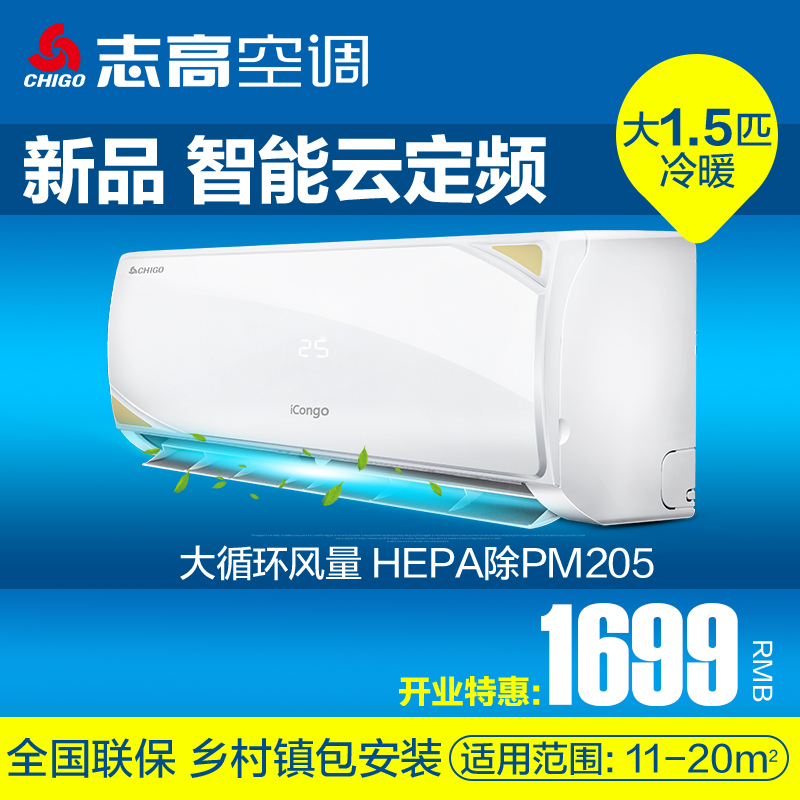 CHIGO 志高空调
新品 智能云定频
大1.5匹
冷暖
CHIGO
25
iCongo
大循环风量 HEPA除PM205
开业特惠: 1699 RMB
全国联保 乡村镇包安装 适用范围: 11-20m²